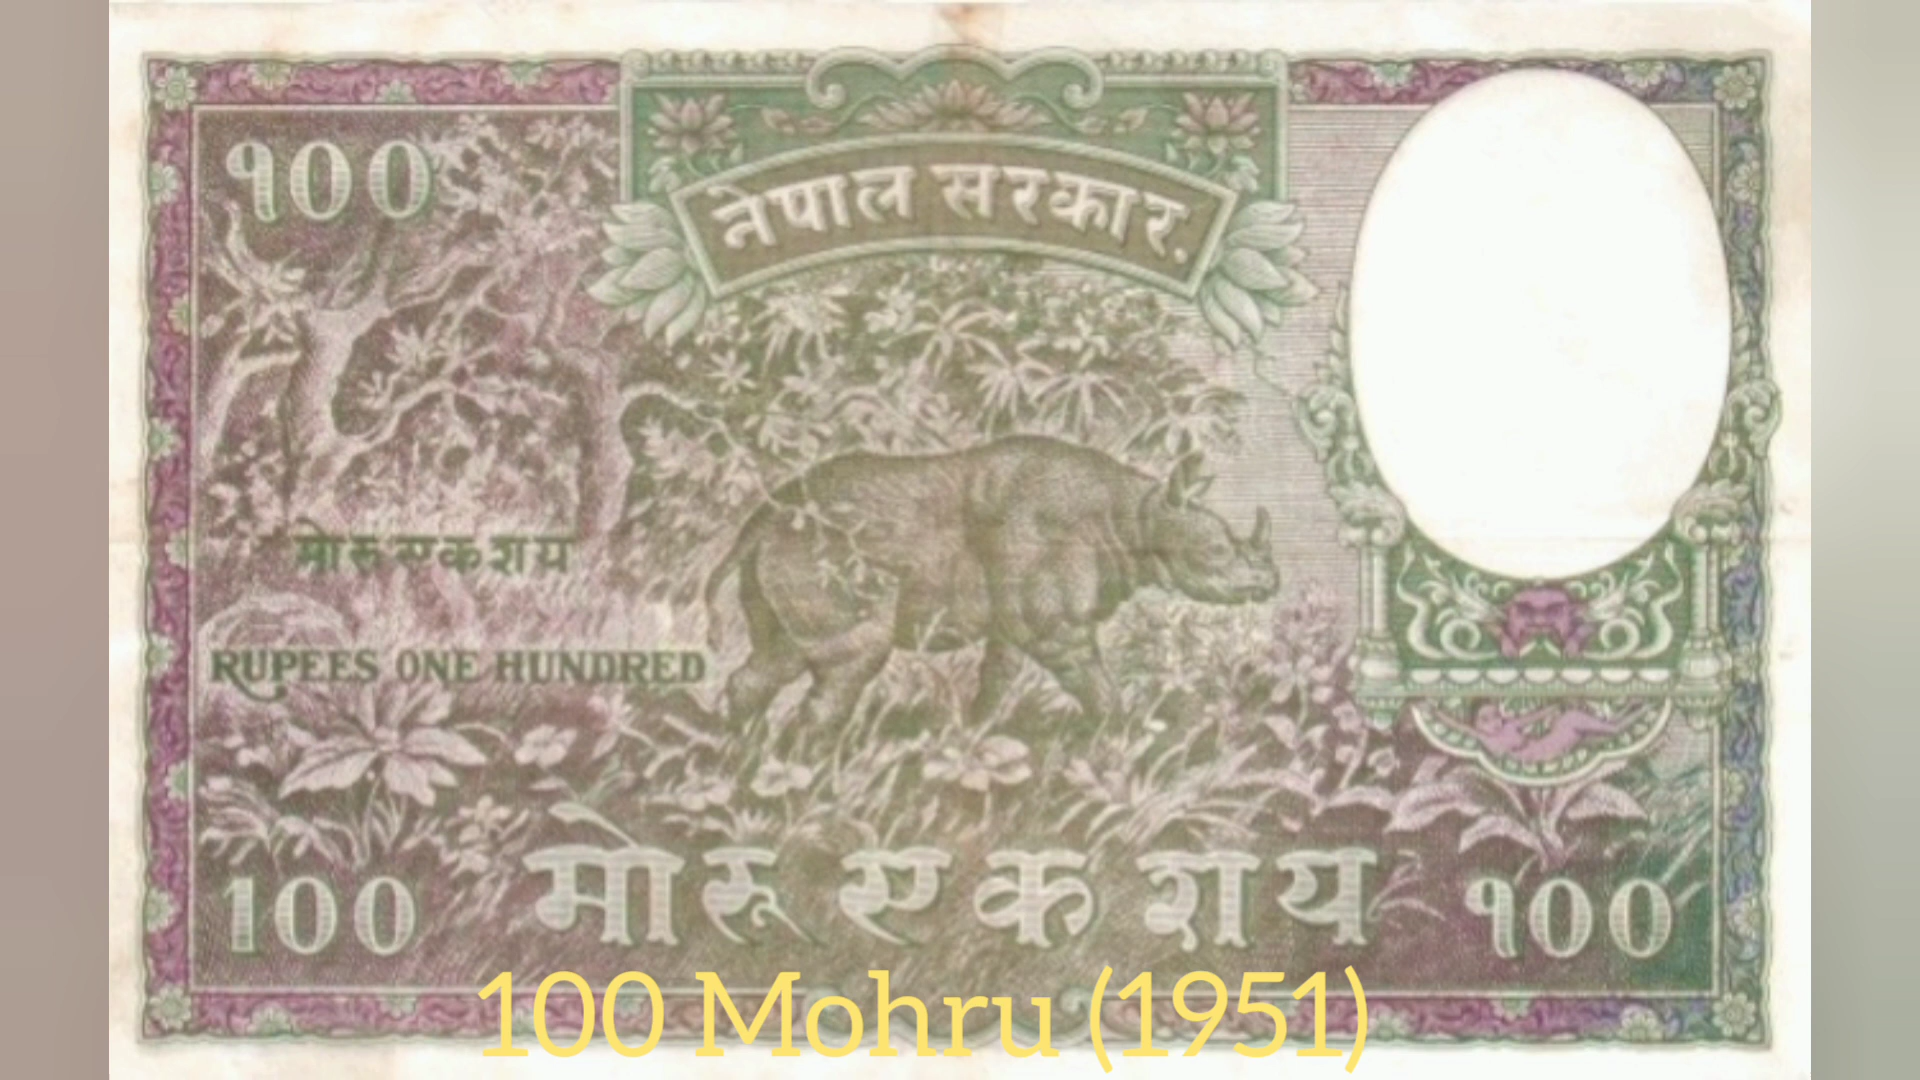 १००
नेपाल सरकार.
मोरू एक शय
RUPEES ONE HUNDRED
मोरू एक शय
100
१००
100 Mohru (1951)